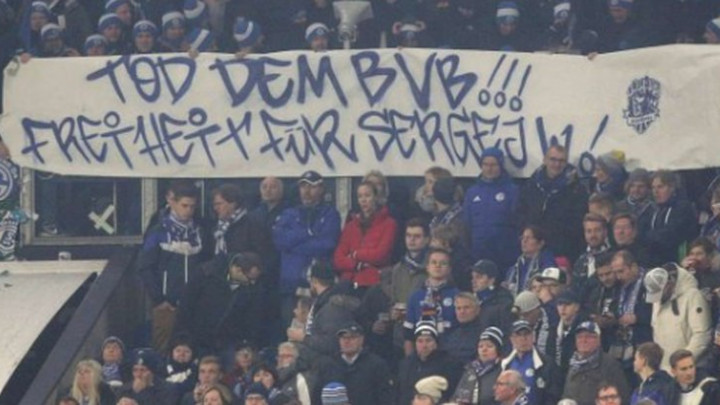 TOD DEM BVB!!!
FREiHEiT FüR SERGEJ W!